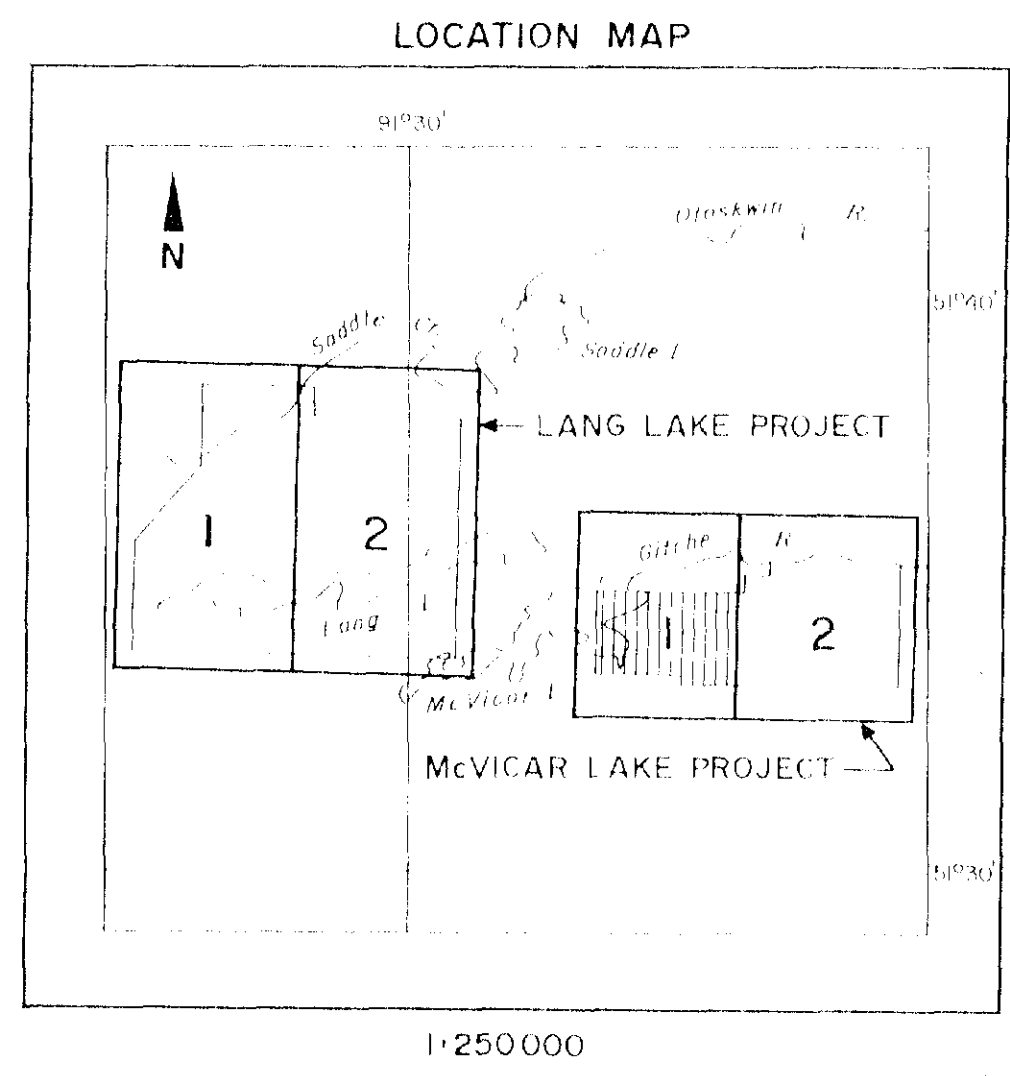 LOCATION MAP
91°30'
N
Otoskwin R
51°40'
Saddle Cr
Saddle L
LANG LAKE PROJECT
1
2
Gitche R
Lang
1
2
McVicar L
McVICAR LAKE PROJECT
51°30'
1:250000